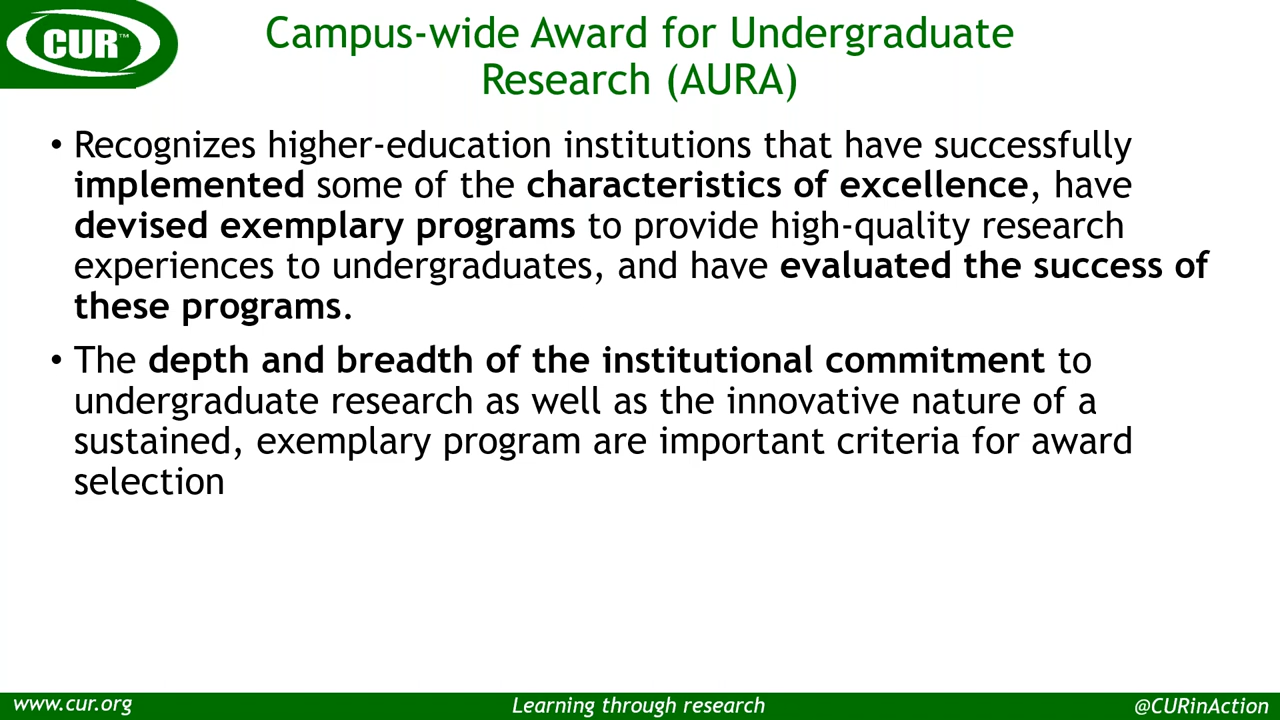 CUR™
Campus-wide Award for Undergraduate
Research (AURA)
• Recognizes higher-education institutions that have successfully
implemented some of the characteristics of excellence, have
devised exemplary programs to provide high-quality research
experiences to undergraduates, and have evaluated the success of
these programs.
• The depth and breadth of the institutional commitment to
undergraduate research as well as the innovative nature of a
sustained, exemplary program are important criteria for award
selection
www.cur.org
Learning through research
@CURinAction